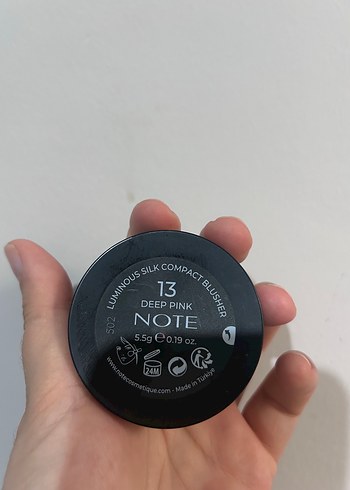 LUMINOUS SILK COMPACT BLUSHER
13
DEEP PINK
NOTE
5.5g e 0.19 oz.
502
24M
www.notecosmetique.com - Made in Türkiye